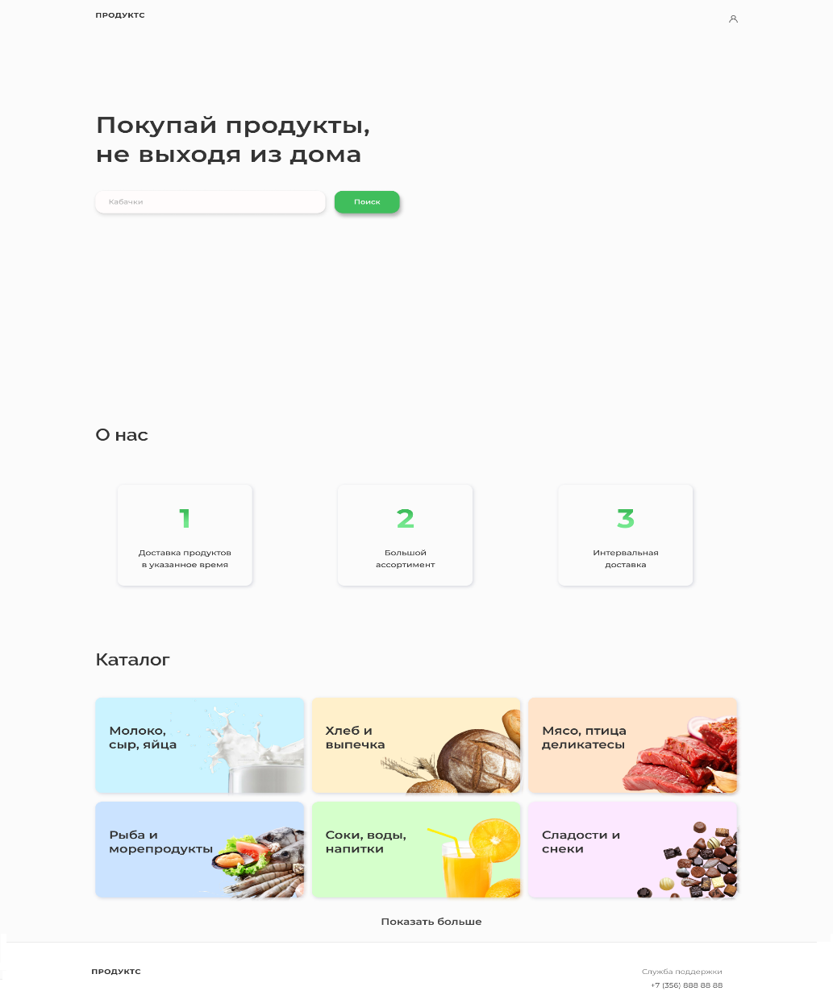 ПРОДУКТС
Покупай продукты,
не выходя из дома
Кабачки
Поиск
О нас
1
Доставка продуктов
в указанное время
2
Большой
ассортимент
3
Интервальная
доставка
Каталог
Молоко,
сыр, яйца
Хлеб и
выпечка
Мясо, птица
деликатесы
Рыба и
морепродукты
Соки, воды,
напитки
Сладости и
снеки
Показать больше
ПРОДУКТС
Служба поддержки
+7 (356) 888 88 88